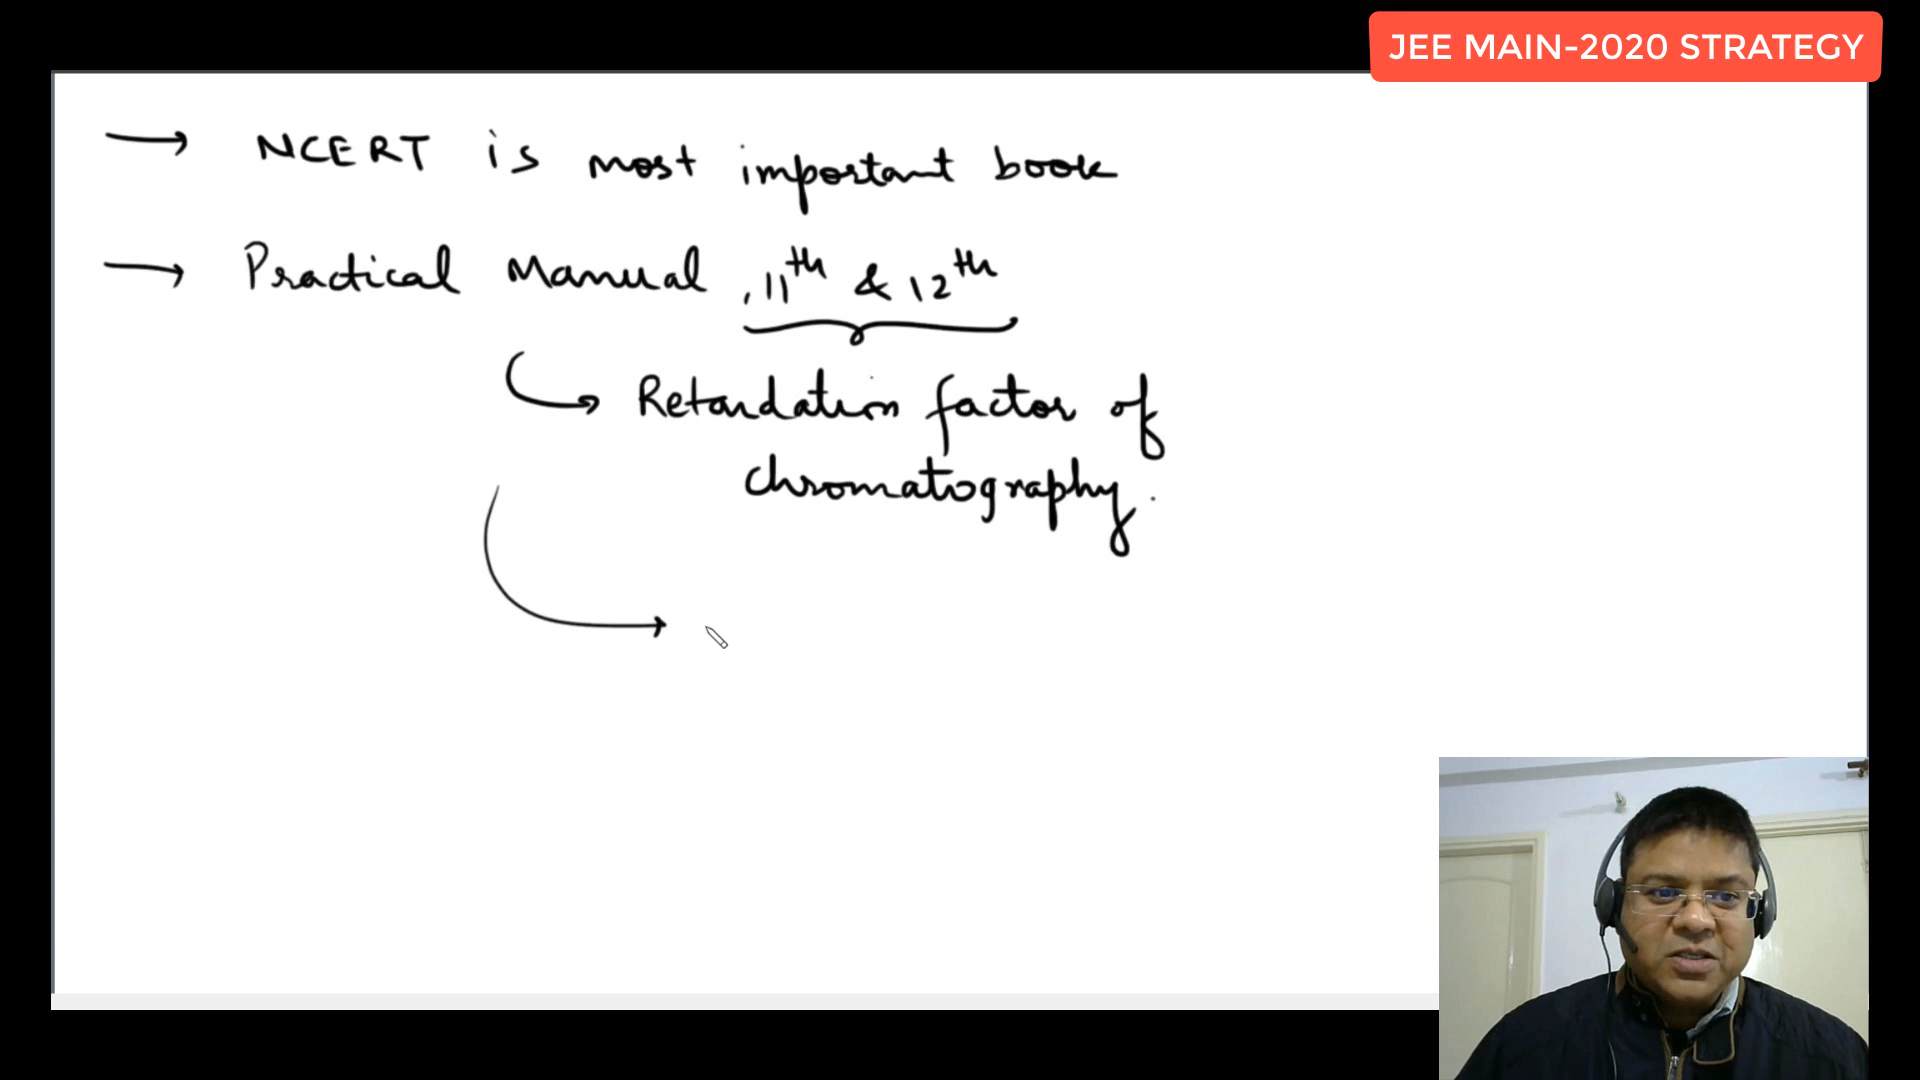 JEE MAIN-2020 STRATEGY
→ NCERT is most important book
→ Practical Manual, 11th & 12th
→ Retardation factor of
chromatography.
→